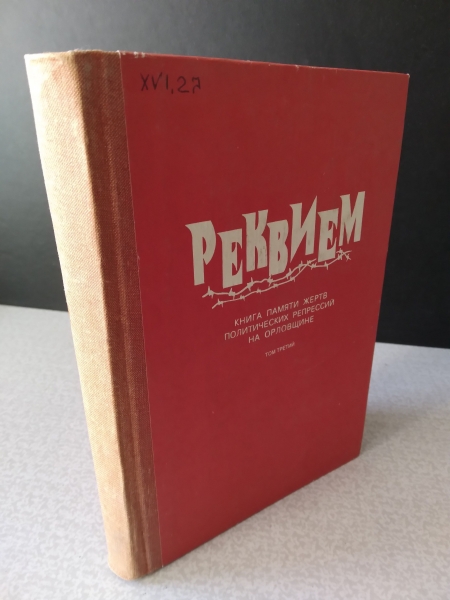 XVI,27
РЕКВИЕМ
КНИГА ПАМЯТИ ЖЕРТВ
ПОЛИТИЧЕСКИХ РЕПРЕССИЙ
НА ОРЛОВЩИНЕ
ТОМ ТРЕТИЙ